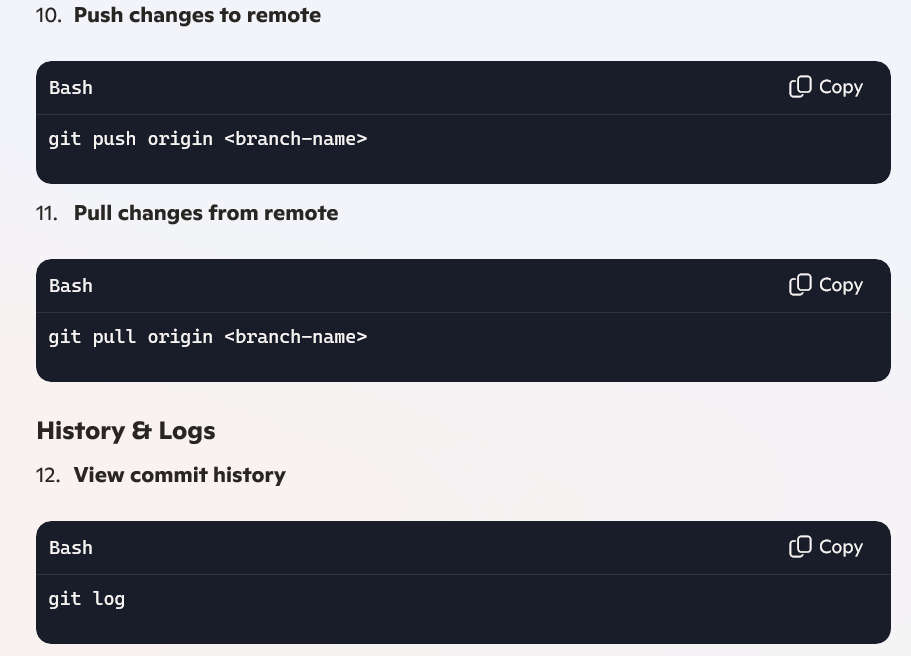 10. Push changes to remote
Bash Copy
git push origin <branch-name>
11. Pull changes from remote
Bash Copy
git pull origin <branch-name>
History & Logs
12. View commit history
Bash Copy
git log